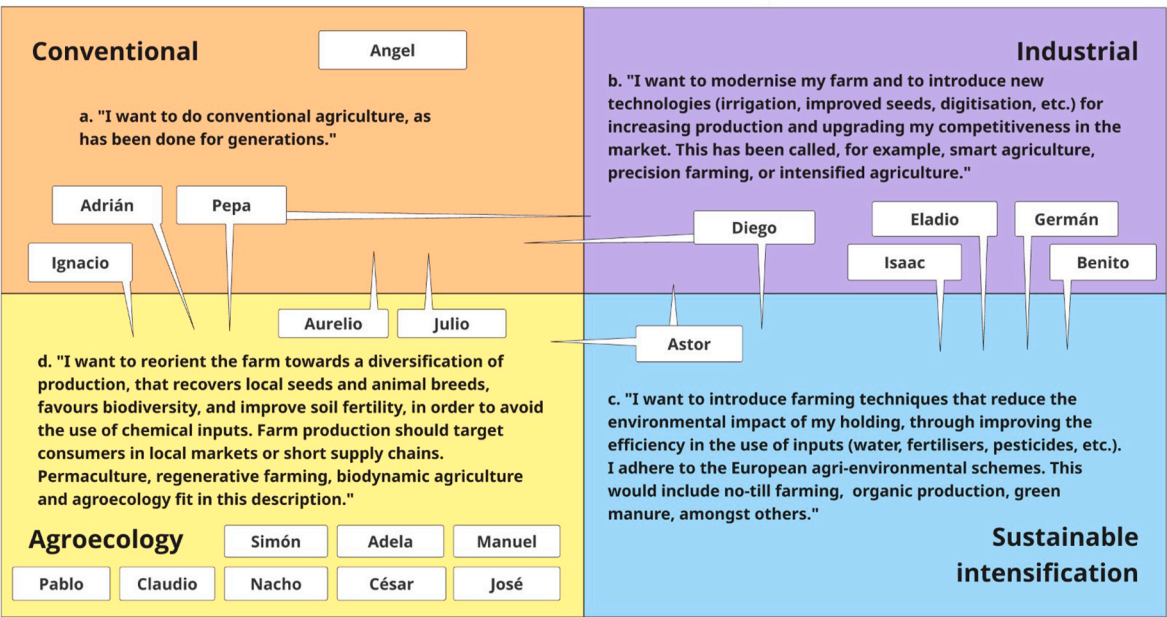 Conventional
Angel
a. "I want to do conventional agriculture, as
has been done for generations."
Adrián
Pepa
Ignacio
Industrial
b. "I want to modernise my farm and to introduce new
technologies (irrigation, improved seeds, digitisation, etc.) for
increasing production and upgrading my competitiveness in the
market. This has been called, for example, smart agriculture,
precision farming, or intensified agriculture."
Diego
Eladio
Germán
Isaac
Benito
Aurelio
Julio
d. "I want to reorient the farm towards a diversification of
production, that recovers local seeds and animal breeds,
favours biodiversity, and improve soil fertility, in order to avoid
the use of chemical inputs. Farm production should target
consumers in local markets or short supply chains.
Permaculture, regenerative farming, biodynamic agriculture
and agroecology fit in this description."
Agroecology
Simón
Adela
Manuel
Pablo
Claudio
Nacho
César
José
Astor
c. "I want to introduce farming techniques that reduce the
environmental impact of my holding, through improving the
efficiency in the use of inputs (water, fertilisers, pesticides, etc.).
I adhere to the European agri-environmental schemes. This
would include no-till farming, organic production, green
manure, amongst others."
Sustainable
intensification